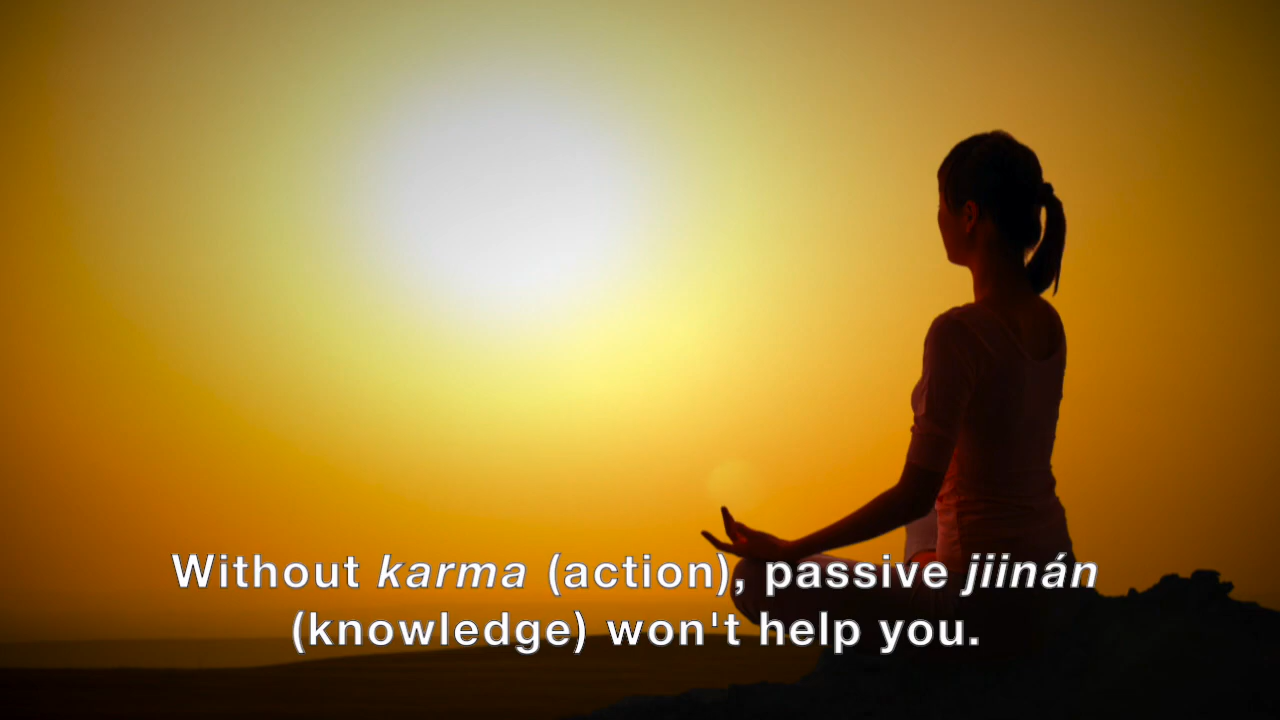 Without karma (action), passive jiinán
(knowledge) won't help you.